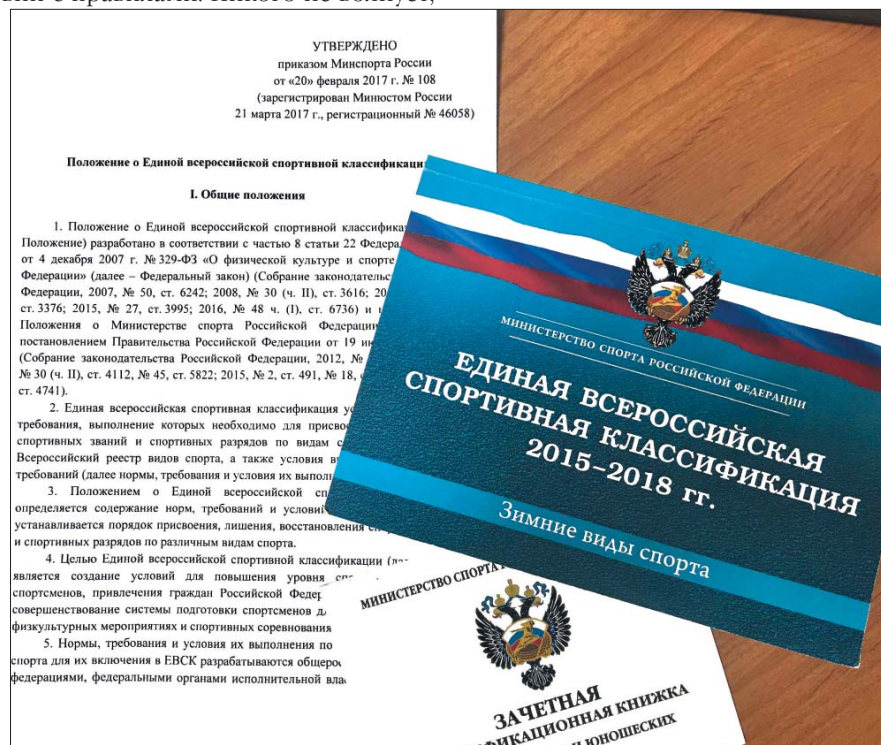 УТВЕРЖДЕНО
приказом Минспорта России
от «20» февраля 2017 г. № 108
(зарегистрирован Минюстом России
21 марта 2017 г., регистрационный № 46058)
Положение о Единой всероссийской спортивной
I. Общие положения
1. Положение о Единой всероссийской спортивной
Положение) разработано в соответствии с частью 8 статьи 22
от 4 декабря 2007 г. № 329-ФЗ «О физической культуре и спорте
Федерации» (далее – Федеральный закон) (Собрание
Федерации, 2007, № 50, ст. 6242; 2008, № 30 (ч. II), ст. 3616;
ст. 3376; 2015, № 27, ст. 3995; 2016, № 48 ч. (I), ст. 6736) и
Положения о Министерстве спорта Российской Федерации
постановлением Правительства Российской Федерации от 19
(Собрание законодательства Российской Федерации, 2012, №
№ 30 (ч. II), ст. 4112, № 45, ст. 5822; 2015, № 2, ст. 491, № 18,
ст. 4741).
2. Единая всероссийская спортивная классификация
требования, выполнение которых необходимо для
спортивных званий и спортивных разрядов по видам
Всероссийский реестр видов спорта, а также условия
требований (далее нормы, требования и условия их
3. Положением о Единой всероссийской
определяется содержание норм, требований и условий
устанавливается порядок присвоения, лишения, восстановления
и спортивных разрядов по различным видам спорта.
4. Целью Единой всероссийской спортивной классификации
является создание условий для повышения уровня
спортсменов, привлечения граждан Российской
совершенствование системы подготовки спортсменов
физкультурных мероприятиях и спортивных соревнования
5. Нормы, требования и условия их выполнения по
спорта для их включения в ЕВСК разрабатываются
федерациями, федеральными органами исполнительной
МИНИСТЕРСТВО СПОРТА РОССИЙСКОЙ ФЕДЕРАЦИИ
ЕДИНАЯ ВСЕРОССИЙСКАЯ
СПОРТИВНАЯ КЛАССИФИКАЦИЯ
2015–2018 гг.
Зимние виды спорта
МИНИСТЕРСТВО СПОРТА
ЗАЧЕТНАЯ
КНИЖКА
ЮНОШЕСКИХ